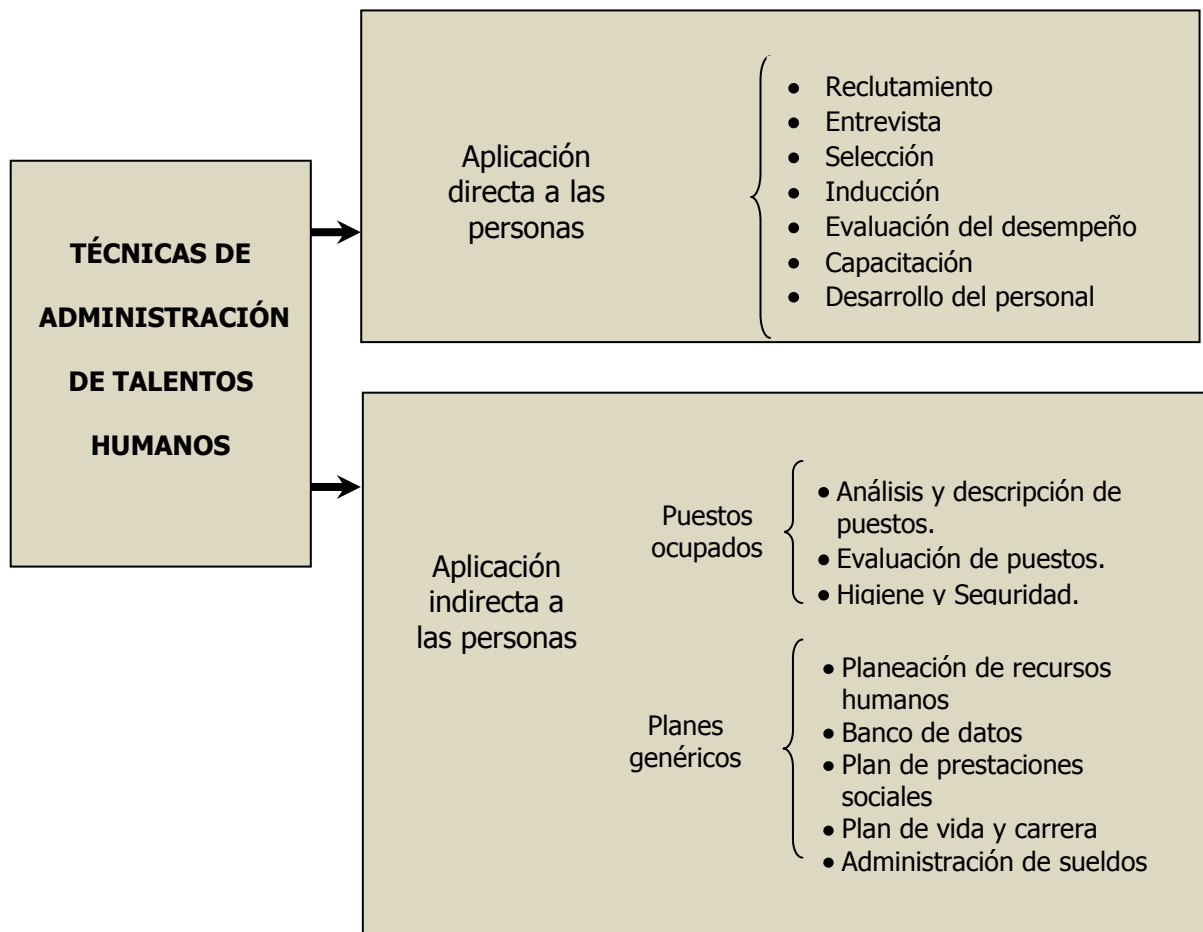 TÉCNICAS DE
ADMINISTRACIÓN
DE TALENTOS
HUMANOS
Aplicación
directa a las
personas
• Reclutamiento
• Entrevista
• Selección
• Inducción
• Evaluación del desempeño
• Capacitación
• Desarrollo del personal
Aplicación
indirecta a
las personas
Puestos
ocupados
• Análisis y descripción de
puestos.
• Evaluación de puestos.
• Higiene y Seguridad.
Planes
genéricos
• Planeación de recursos
humanos
• Banco de datos
• Plan de prestaciones
sociales
• Plan de vida y carrera
• Administración de sueldos